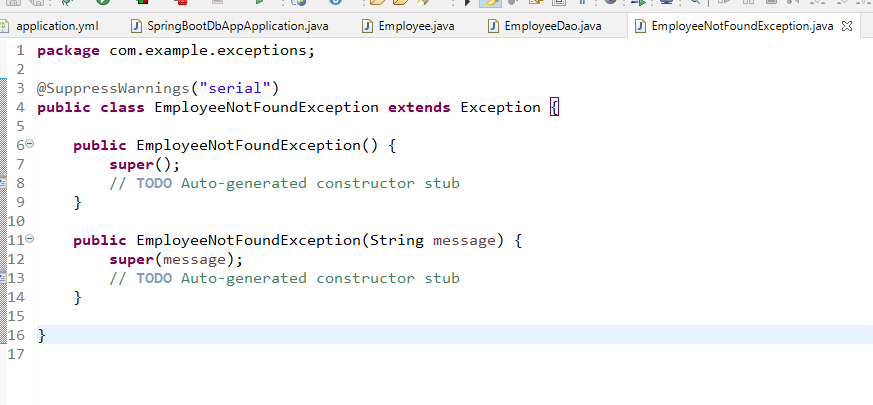 application.yml SpringBootDbAppApplication.java Employee.java EmployeeDao.java EmployeeNotFoundException.java
1 package com.example.exceptions;
2
3 @SuppressWarnings("serial")
4 public class EmployeeNotFoundException extends Exception {
5
6 public EmployeeNotFoundException() {
7 super();
8 // TODO Auto-generated constructor stub
9 }
10
11 public EmployeeNotFoundException(String message) {
12 super(message);
13 // TODO Auto-generated constructor stub
14 }
15
16 }
17